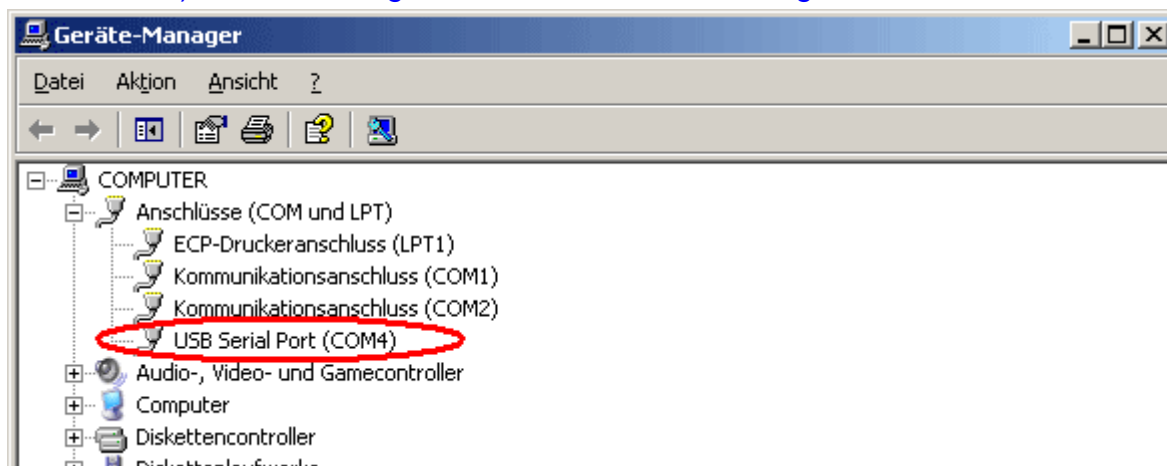 Geräte-Manager
Datei Aktion Ansicht ?
COMPUTER
Anschlüsse (COM und LPT)
ECP-Druckeranschluss (LPT1)
Kommunikationsanschluss (COM1)
Kommunikationsanschluss (COM2)
USB Serial Port (COM4)
Audio-, Video- und Gamecontroller
Computer
Diskettencontroller